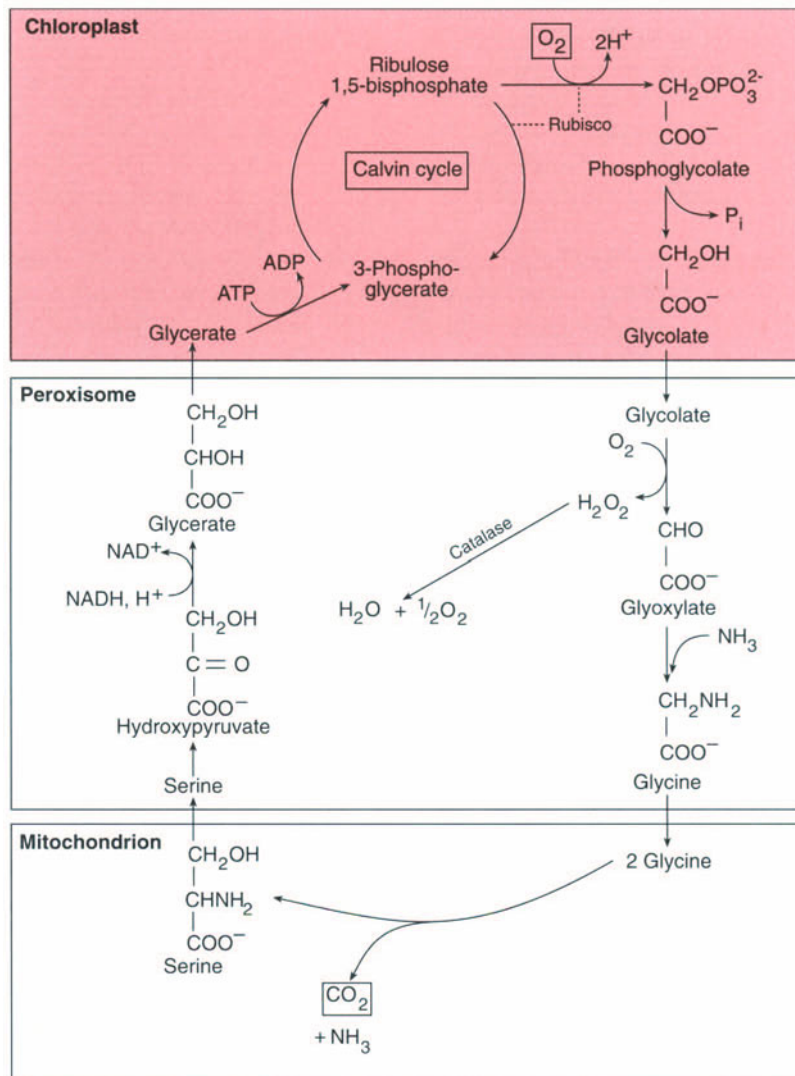 Chloroplast
Ribulose
1,5-bisphosphate
O₂
2H⁺
CH₂OPO₃²⁻
COO⁻
Phosphoglycolate
Rubisco
Calvin cycle
Pᵢ
CH₂OH
COO⁻
Glycolate
3-Phospho-
glycerate
ADP
ATP
Glycerate
Peroxisome
CH₂OH
CHOH
COO⁻
Glycerate
NAD⁺
NADH, H⁺
CH₂OH
C = O
COO⁻
Hydroxypyruvate
Serine
Glycolate
O₂
H₂O₂
Catalase
H₂O + ¹/₂O₂
CHO
COO⁻
Glyoxylate
NH₃
CH₂NH₂
COO⁻
Glycine
Mitochondrion
CH₂OH
CHNH₂
COO⁻
Serine
2 Glycine
CO₂
+ NH₃